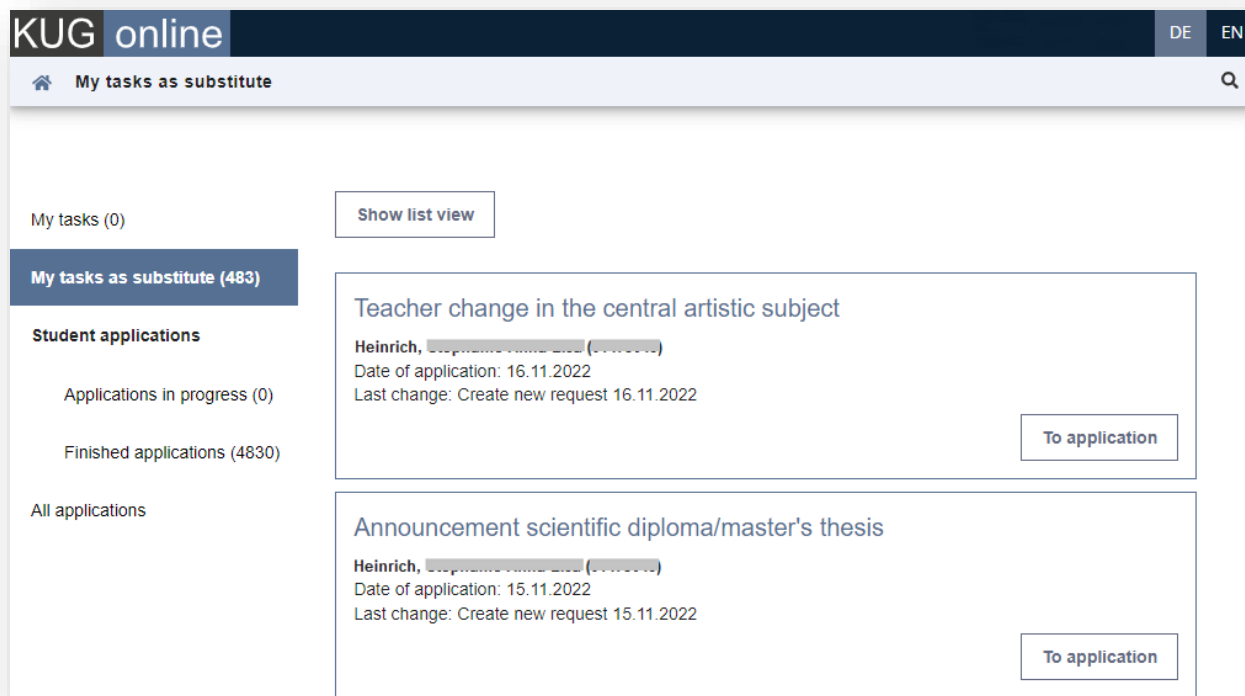 KUG online
DE EN
My tasks as substitute
My tasks (0)
My tasks as substitute (483)
Student applications
Applications in progress (0)
Finished applications (4830)
All applications
Show list view
Teacher change in the central artistic subject
Heinrich,
Date of application: 16.11.2022
Last change: Create new request 16.11.2022
To application
Announcement scientific diploma/master's thesis
Heinrich,
Date of application: 15.11.2022
Last change: Create new request 15.11.2022
To application